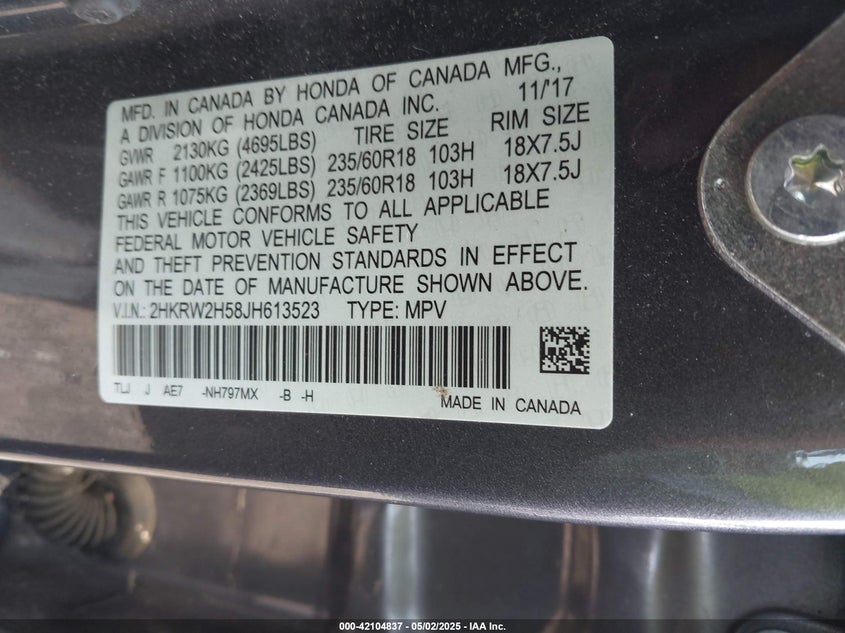 MFD. IN CANADA BY HONDA OF CANADA MFG.,
A DIVISION OF HONDA CANADA INC. 11/'17
GVWR 2130KG (4695LBS) TIRE SIZE RIM SIZE
GAWR F 1100KG (2425LBS) 235/60R18 103H 18X7.5J
GAWR R 1075KG (2369LBS) 235/60R18 103H 18X7.5J
THIS VEHICLE CONFORMS TO ALL APPLICABLE
FEDERAL MOTOR VEHICLE SAFETY
AND THEFT PREVENTION STANDARDS IN EFFECT
ON THE DATE OF MANUFACTURE SHOWN ABOVE.
V.I.N.: 2HKRW2H58JH613523 TYPE: MPV
TLJ J AE7 -NH797MX -B -H
MADE IN CANADA
000-42104837 - 05/02/2025 - IAA Inc.